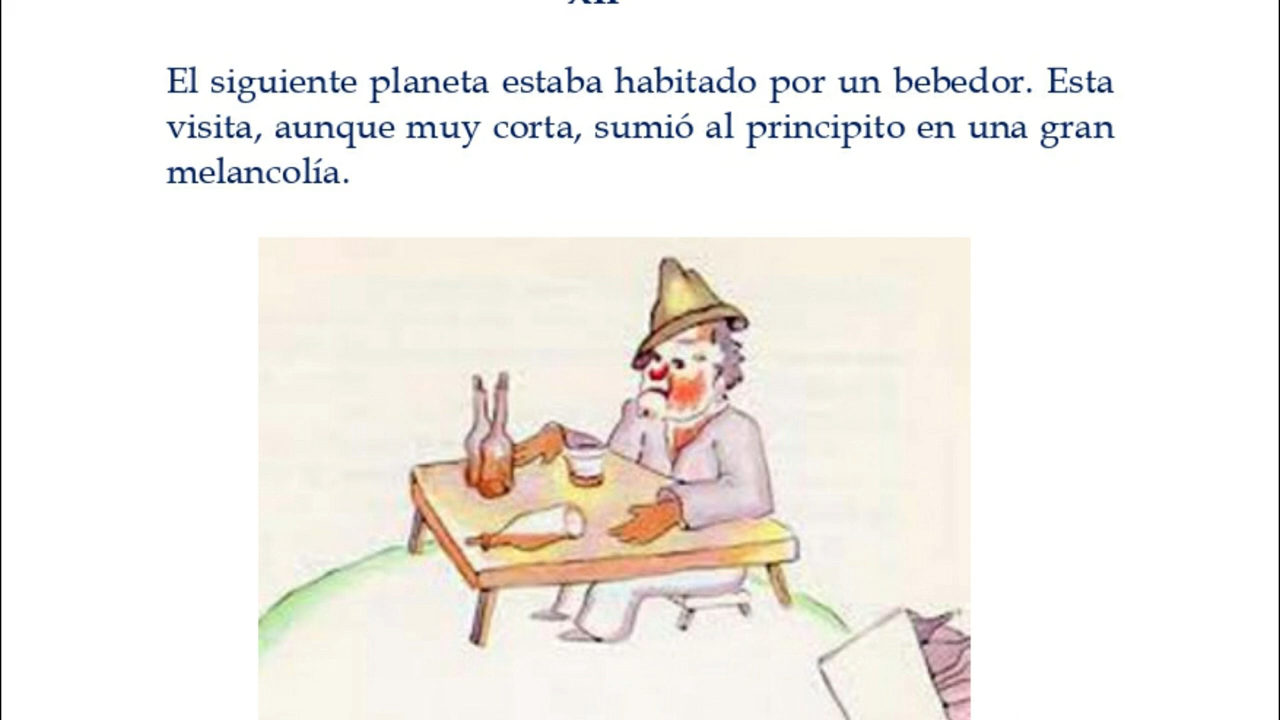 XII
El siguiente planeta estaba habitado por un bebedor. Esta
visita, aunque muy corta, sumió al principito en una gran
melancolía.